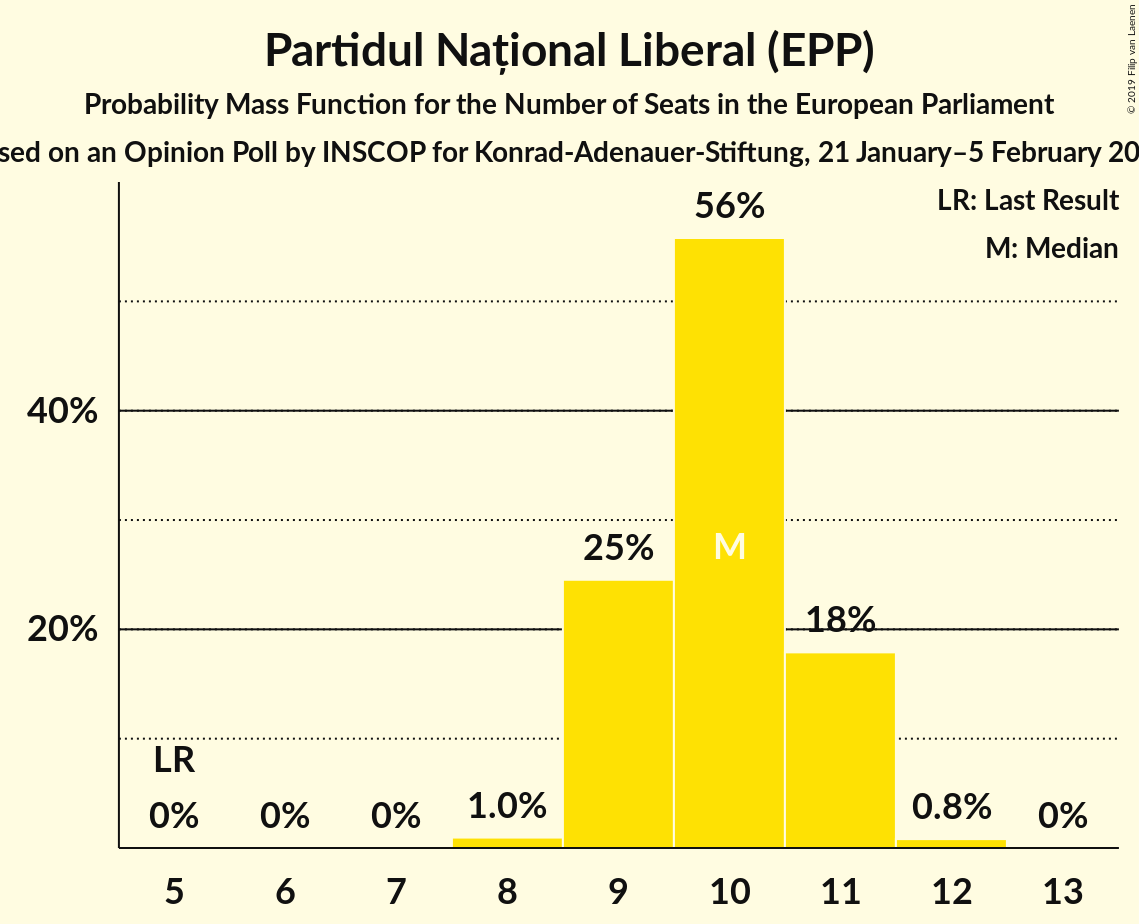 Partidul Național Liberal (EPP)
Probability Mass Function for the Number of Seats in the European Parliament
sed on an Opinion Poll by INSCOP for Konrad-Adenauer-Stiftung, 21 January–5 February 20
© 2019 Filip van Laenen
LR: Last Result
M: Median
56%
40%
25%
M
20%
18%
LR
0%
0%
0%
1.0%
0.8%
0%
5
6
7
8
9
10
11
12
13